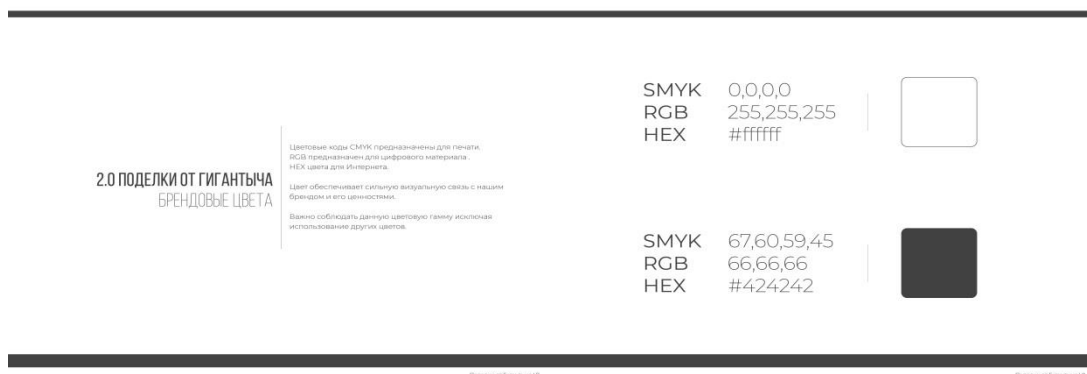 2.0 ПОДЕЛКИ ОТ ГИГАНТЫЧА
БРЕНДОВЫЕ ЦВЕТА
Цветовые коды CMYK предназначены для печати.
RGB предназначен для цифрового материала .
HEX цвета для Интернета.
Цвет обеспечивает сильную визуальную связь с нашим
брендом и его ценностями.
Важно соблюдать данную цветовую гамму исключая
использование других цветов.
SMYK 0,0,0,0
RGB 255,255,255
HEX #ffffff
SMYK 67,60,59,45
RGB 66,66,66
HEX #424242